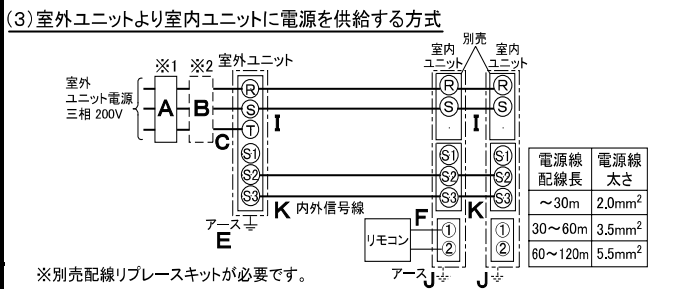 (3)室外ユニットより室内ユニットに電源を供給する方式
別売
※1 ※2 室外ユニット
室内
ユニット
室内
ユニット
室外
ユニット電源
三相 200V
A
B
C
R
S
T
S1
S2
S3
I
R
S
S1
S2
S3
I
R
S
S1
S2
S3
K 内外信号線
K
アース
E
F
リモコン
①
②
①
②
アース
J
J
電源線
配線長
電源線
太さ
~30m 2.0mm²
30~60m 3.5mm²
60~120m 5.5mm²
※別売配線リプレースキットが必要です。